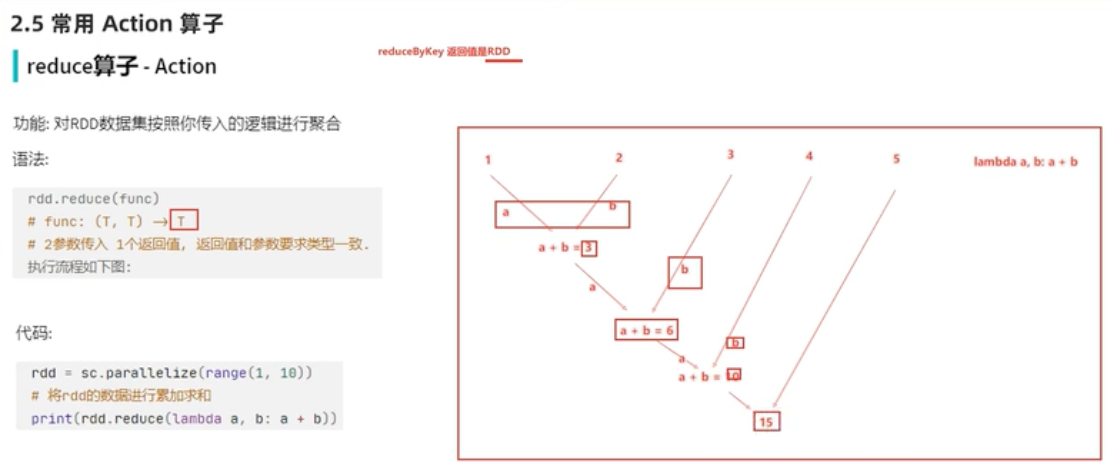 2.5 常用 Action 算子
reduceByKey 返回值是RDD
reduce算子 - Action
功能: 对RDD数据集按照你传入的逻辑进行聚合
语法:
rdd.reduce(func)
# func: (T, T) → T
# 2参数传入 1个返回值, 返回值和参数要求类型一致.
执行流程如下图:
代码:
rdd = sc.parallelize(range(1, 10))
# 将rdd的数据进行累加求和
print(rdd.reduce(lambda a, b: a + b))
1 2 3 4 5 lambda a, b: a + b
a b
a + b = 3
b
a
a + b = 6
b
a
a + b = 10
15